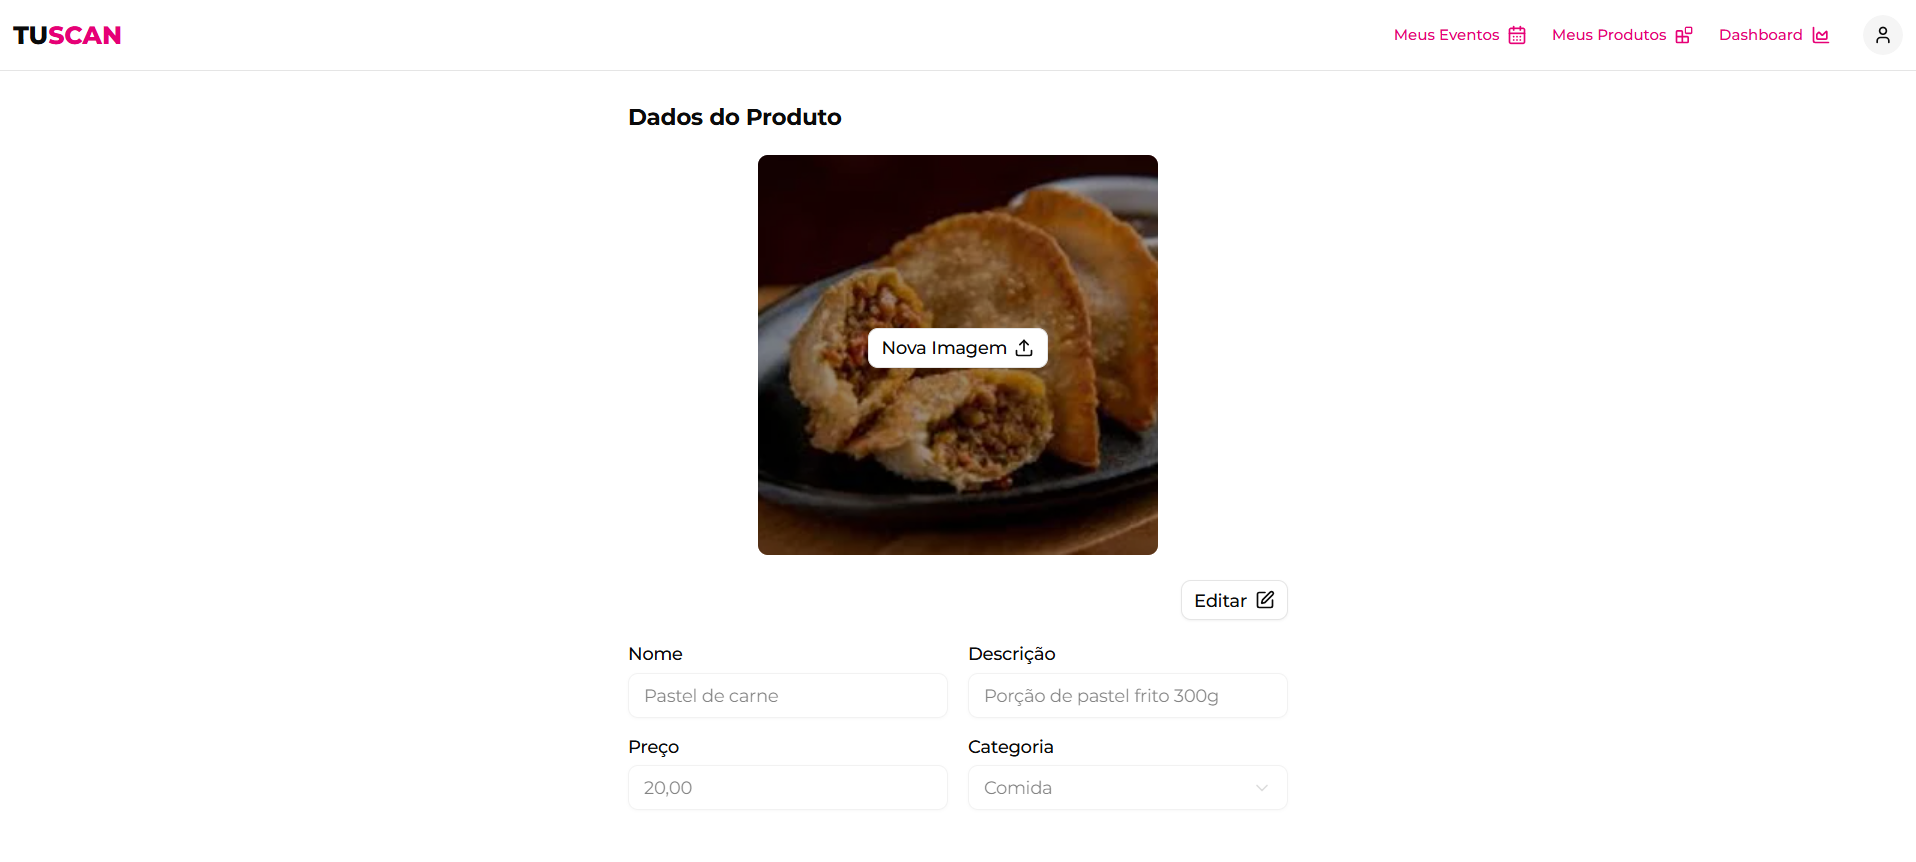 TUSCAN
Meus Eventos
Meus Produtos
Dashboard
Dados do Produto
Nova Imagem
Editar
Nome
Descrição
Pastel de carne
Porção de pastel frito 300g
Preço
Categoria
20,00
Comida